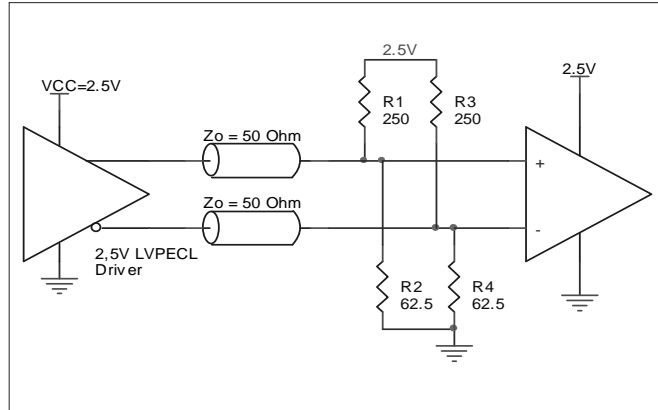 2.5V
VCC=2.5V
2.5V
R1
250
R3
250
Zo = 50 Ohm
+
Zo = 50 Ohm
-
2,5V LVPECL
Driver
R2
62.5
R4
62.5